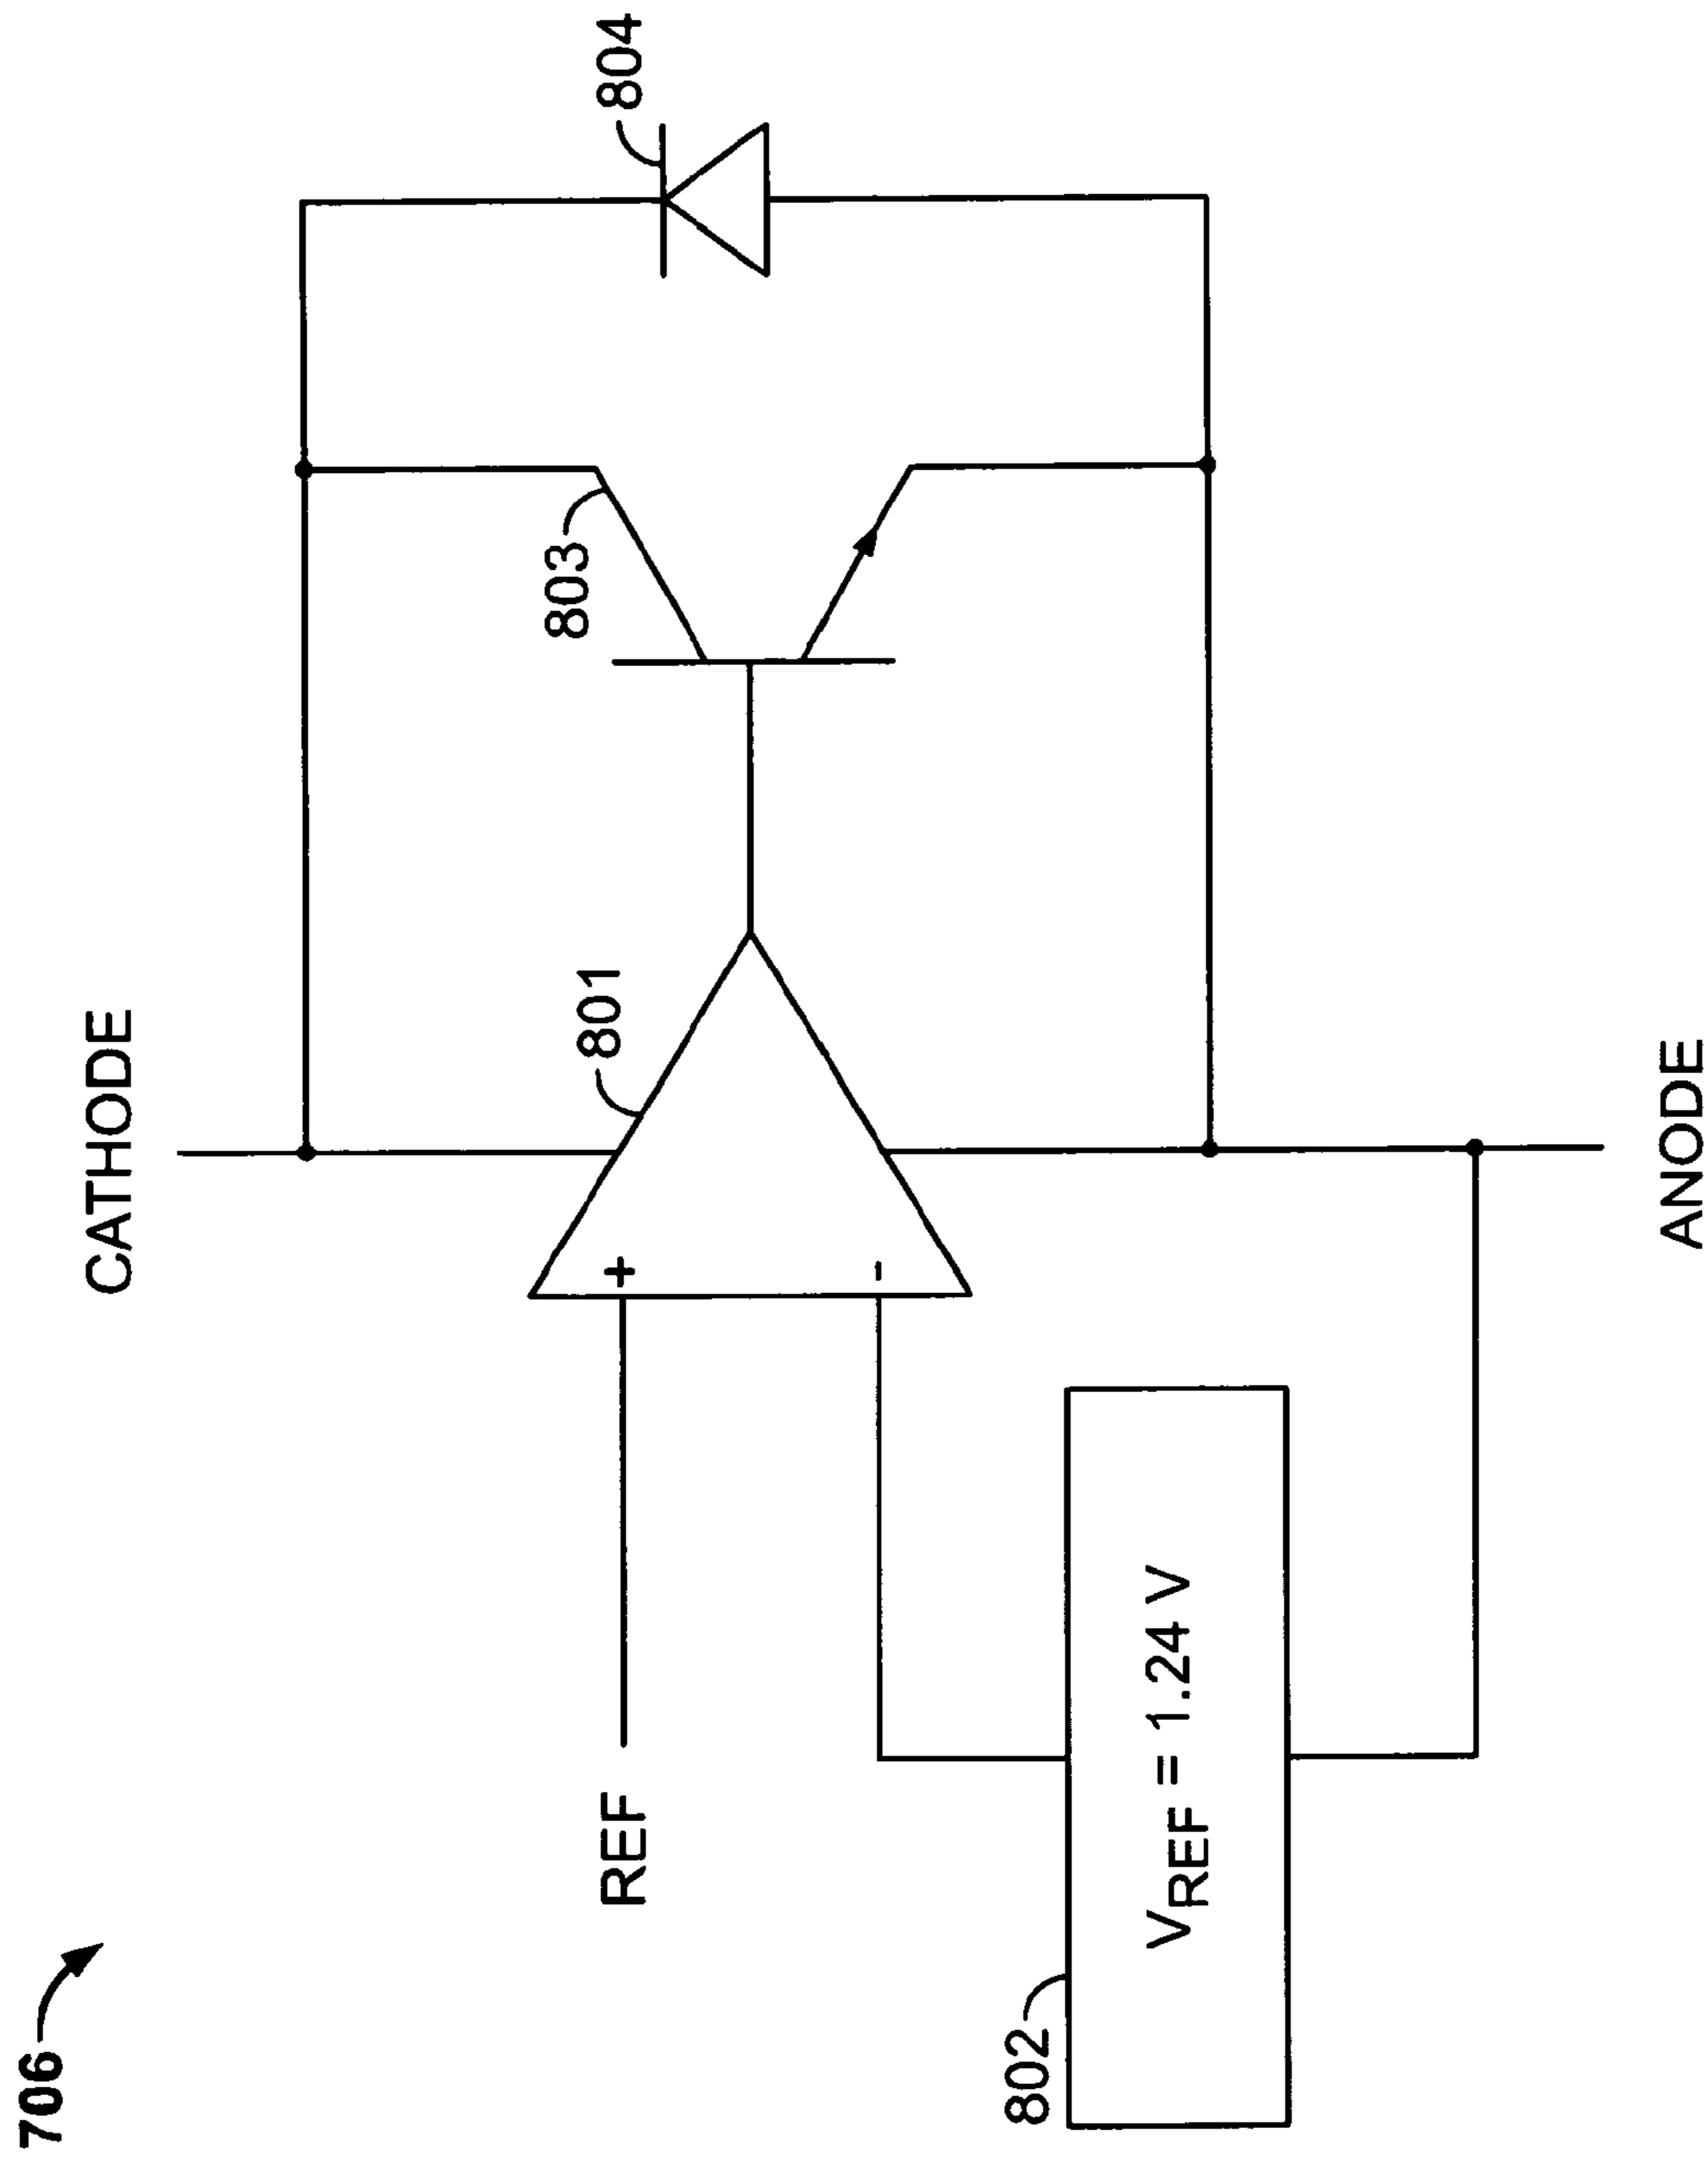 706
CATHODE
804
803
801
REF
+
-
802
VREF = 1.24 V
ANODE